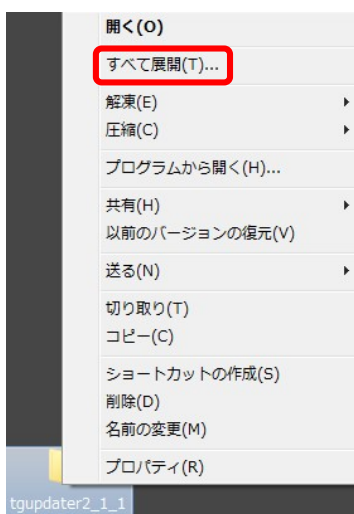 開く(O)
すべて展開(T)...
解凍(E)
圧縮(C)
プログラムから開く(H)...
共有(H)
以前のバージョンの復元(V)
送る(N)
切り取り(T)
コピー(C)
ショートカットの作成(S)
削除(D)
名前の変更(M)
プロパティ(R)
tgupdater2_1_1